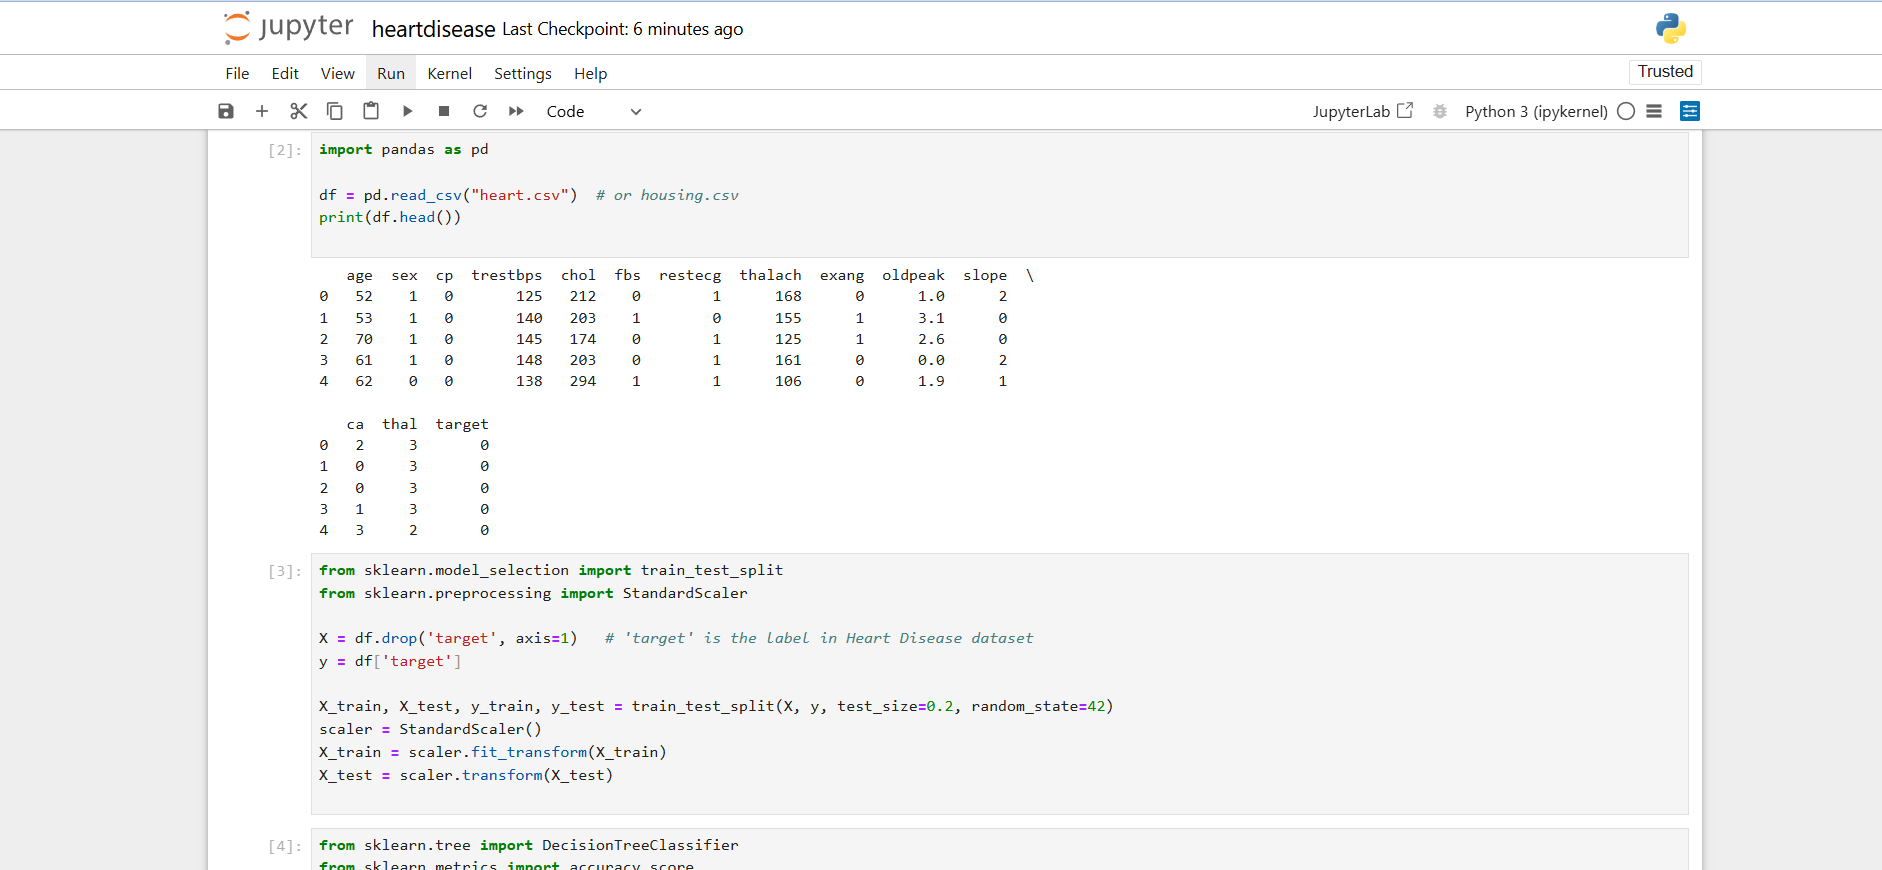 jupyter heartdisease Last Checkpoint: 6 minutes ago
File Edit View Run Kernel Settings Help Trusted
Code JupyterLab Python 3 (ipykernel)
[2]: import pandas as pd
df = pd.read_csv("heart.csv")  # or housing.csv
print(df.head())
   age  sex  cp  trestbps  chol  fbs  restecg  thalach  exang  oldpeak  slope  \
0   52    1   0       125   212    0        1      168      0      1.0      2
1   53    1   0       140   203    1        0      155      1      3.1      0
2   70    1   0       145   174    0        1      125      1      2.6      0
3   61    1   0       148   203    0        1      161      0      0.0      2
4   62    0   0       138   294    1        1      106      0      1.9      1
   ca  thal  target
0   2     3       0
1   0     3       0
2   0     3       0
3   1     3       0
4   3     2       0
[3]: from sklearn.model_selection import train_test_split
from sklearn.preprocessing import StandardScaler
X = df.drop('target', axis=1)   # 'target' is the label in Heart Disease dataset
y = df['target']
X_train, X_test, y_train, y_test = train_test_split(X, y, test_size=0.2, random_state=42)
scaler = StandardScaler()
X_train = scaler.fit_transform(X_train)
X_test = scaler.transform(X_test)
[4]: from sklearn.tree import DecisionTreeClassifier
from sklearn.metrics import accuracy_score